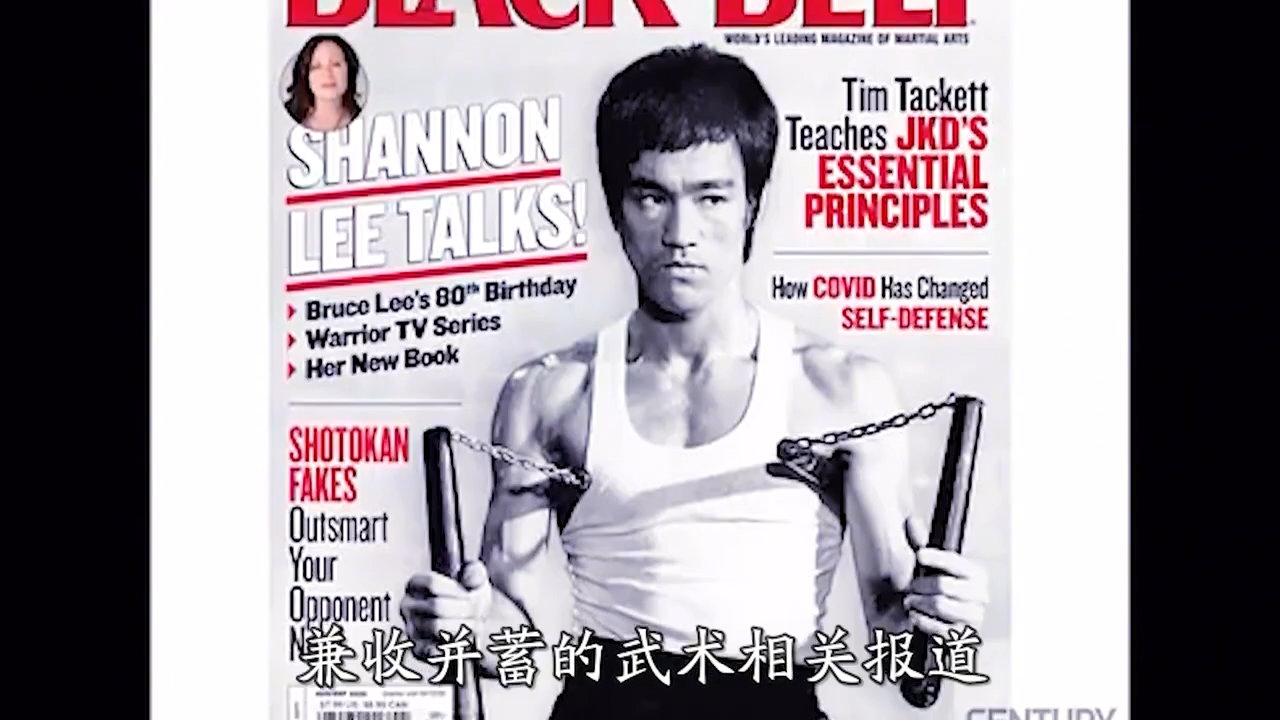 BLACK BELT
WORLD'S LEADING MAGAZINE OF MARTIAL ARTS
SHANNON
LEE TALKS!
Bruce Lee's 80th Birthday
Warrior TV Series
Her New Book
SHOTOKAN
FAKES
Outsmart
Your
Opponent
Tim Tackett
Teaches JKD'S
ESSENTIAL
PRINCIPLES
How COVID Has Changed
SELF-DEFENSE
兼收并蓄的武术相关报道
CENTURY